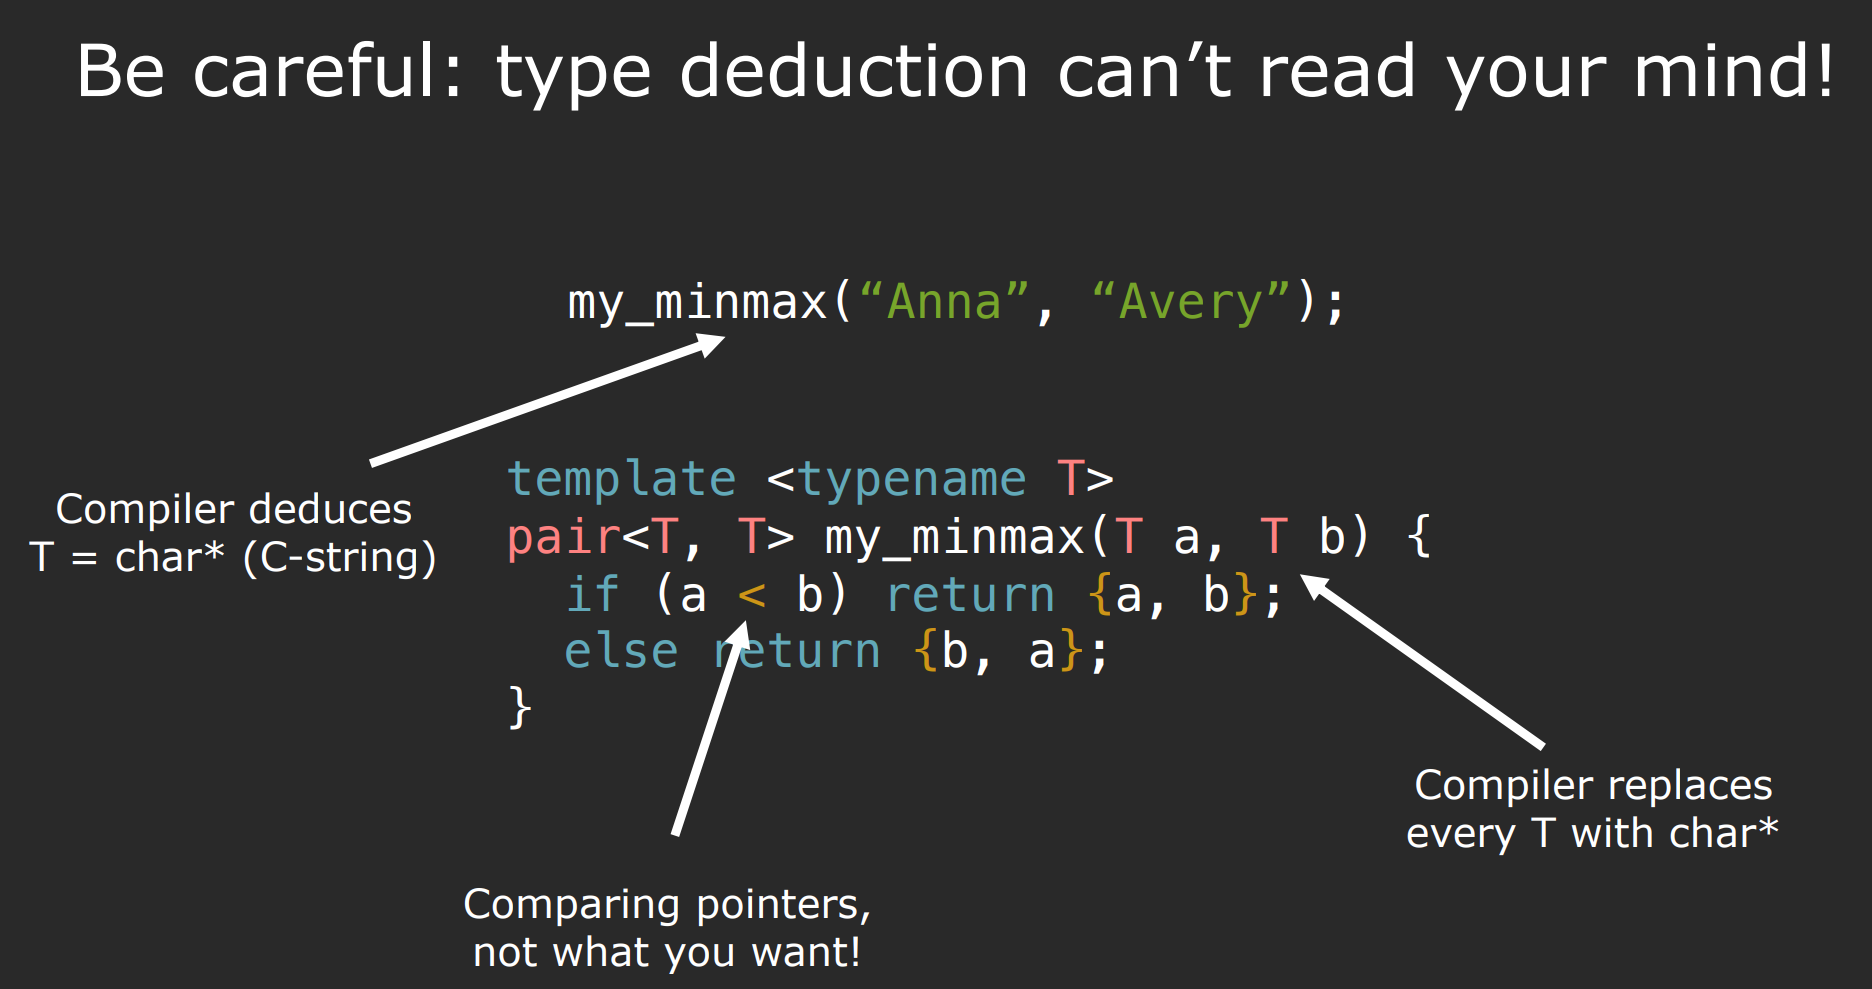 Be careful: type deduction can’t read your mind!
my_minmax(“Anna”, “Avery”);
Compiler deduces
T = char* (C-string)
template <typename T>
pair<T, T> my_minmax(T a, T b) {
if (a < b) return {a, b};
else return {b, a};
}
Compiler replaces
every T with char*
Comparing pointers,
not what you want!